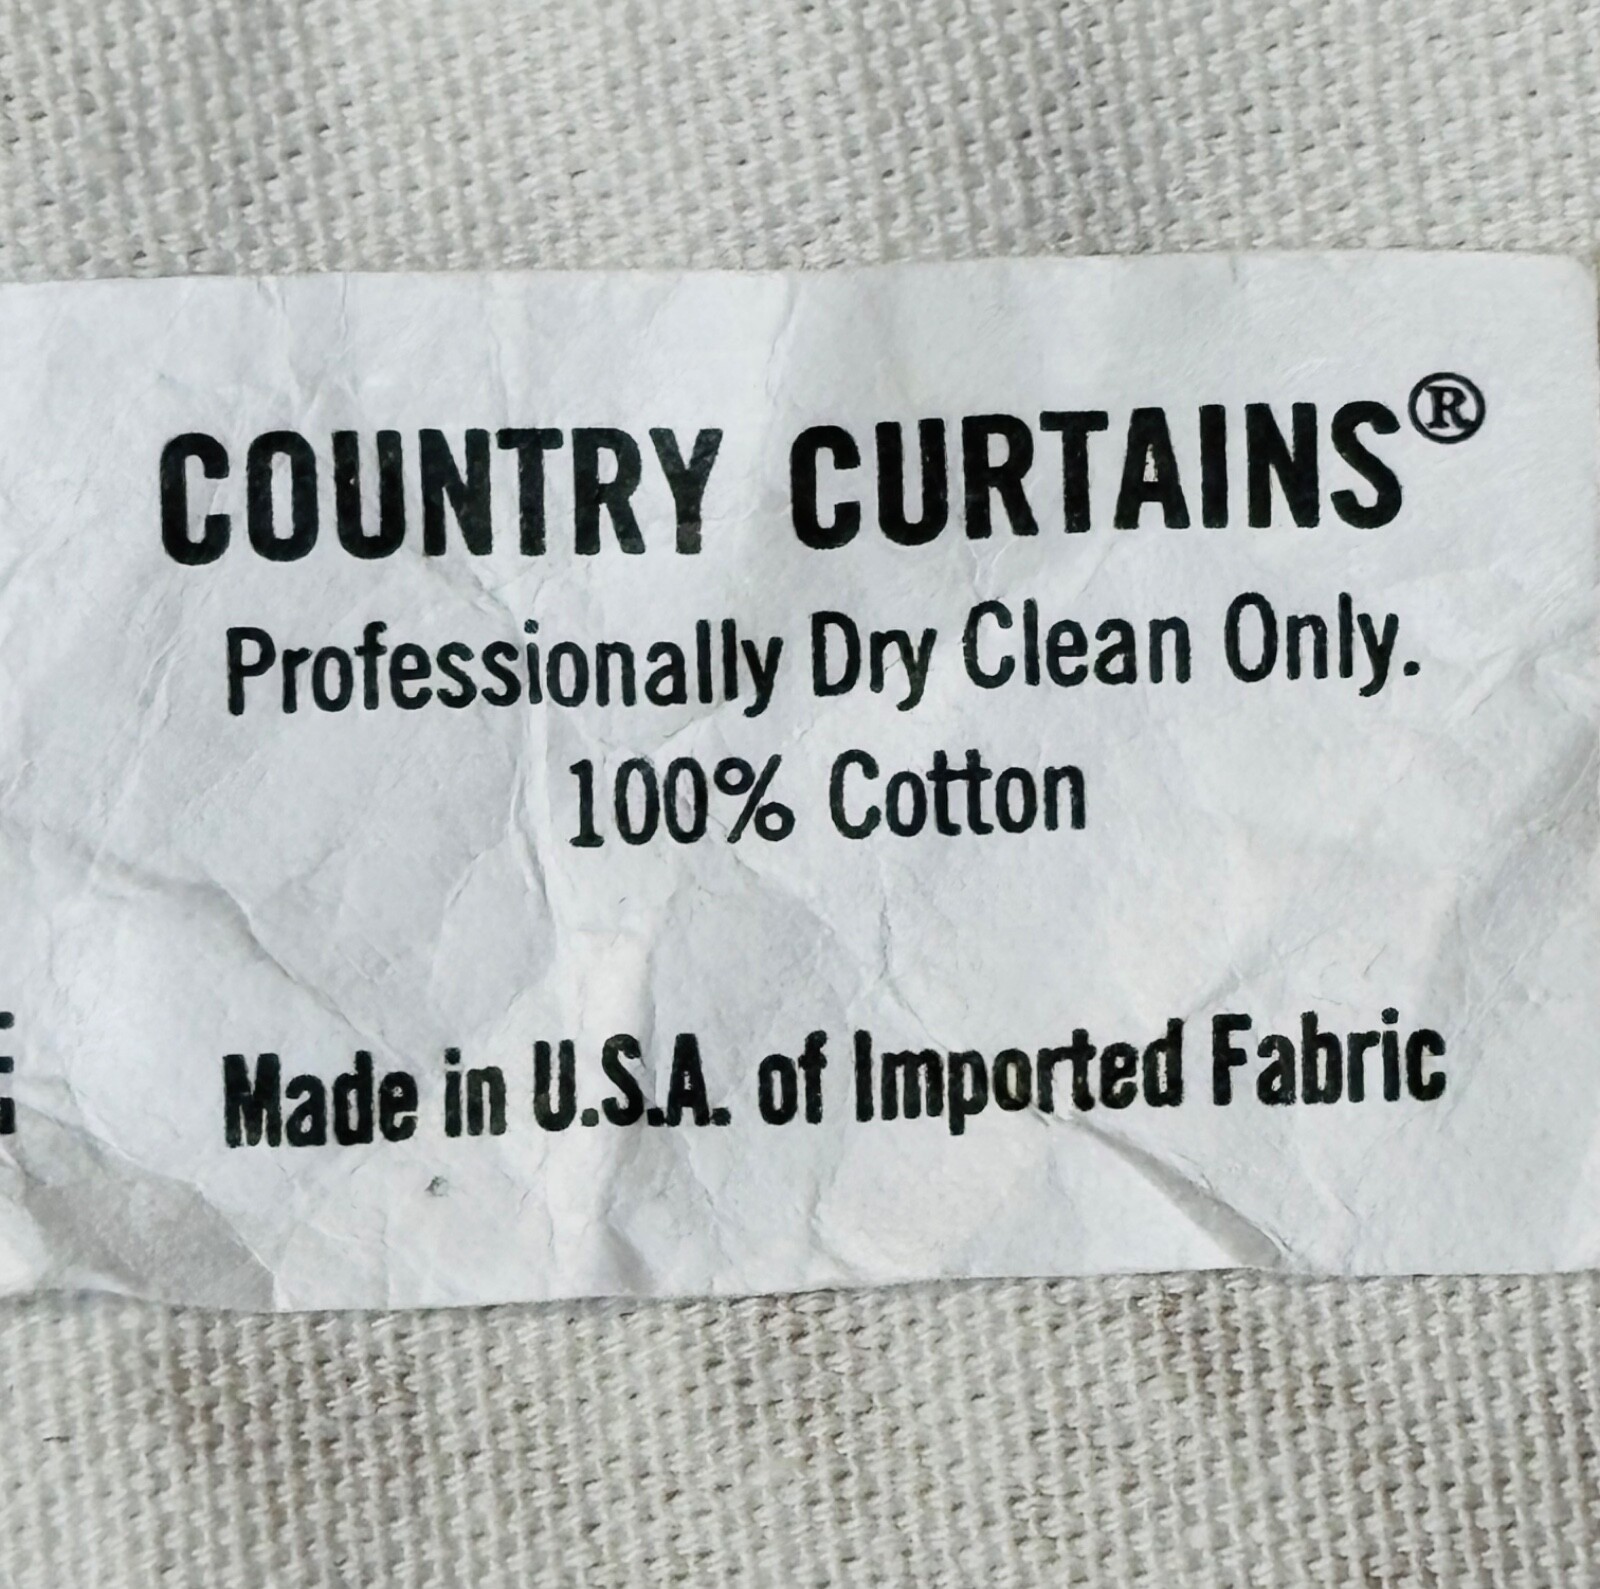 COUNTRY CURTAINS®
Professionally Dry Clean Only.
100% Cotton
Made in U.S.A. of Imported Fabric